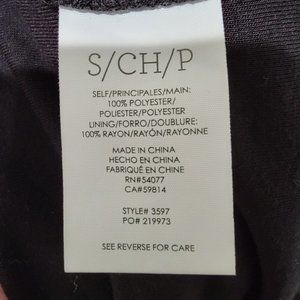 S/CH/P
SELF/PRINCIPALES/MAIN:
100% POLYESTER/
POLIESTER/POLYESTER
LINING/FORRO/DOUBLURE:
100% RAYON/RAYÓN/RAYONNE
MADE IN CHINA
HECHO EN CHINA
FABRIQUÉ EN CHINE
RN#54077
CA#59814
STYLE# 3597
PO# 219973
SEE REVERSE FOR CARE